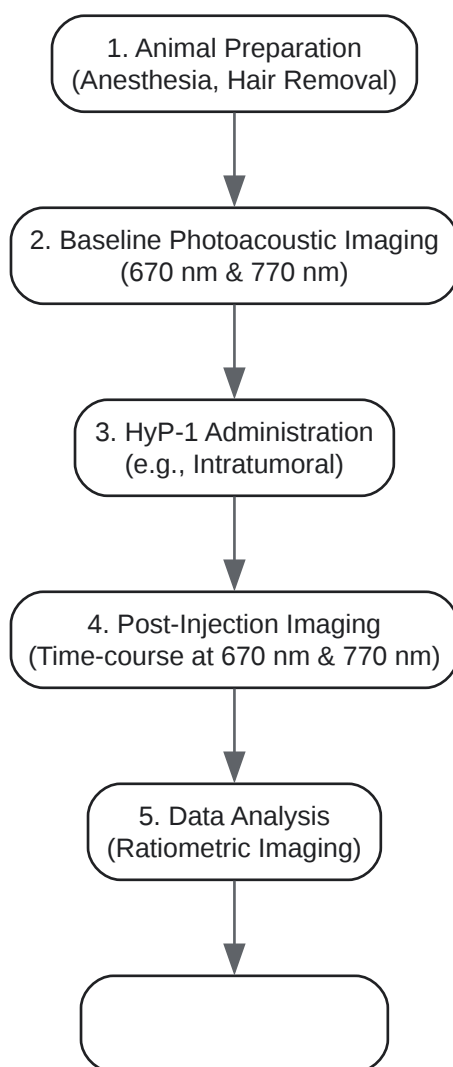 1. Animal Preparation
(Anesthesia, Hair Removal)
2. Baseline Photoacoustic Imaging
(670 nm & 770 nm)
3. HyP-1 Administration
(e.g., Intratumoral)
4. Post-Injection Imaging
(Time-course at 670 nm & 770 nm)
5. Data Analysis
(Ratiometric Imaging)